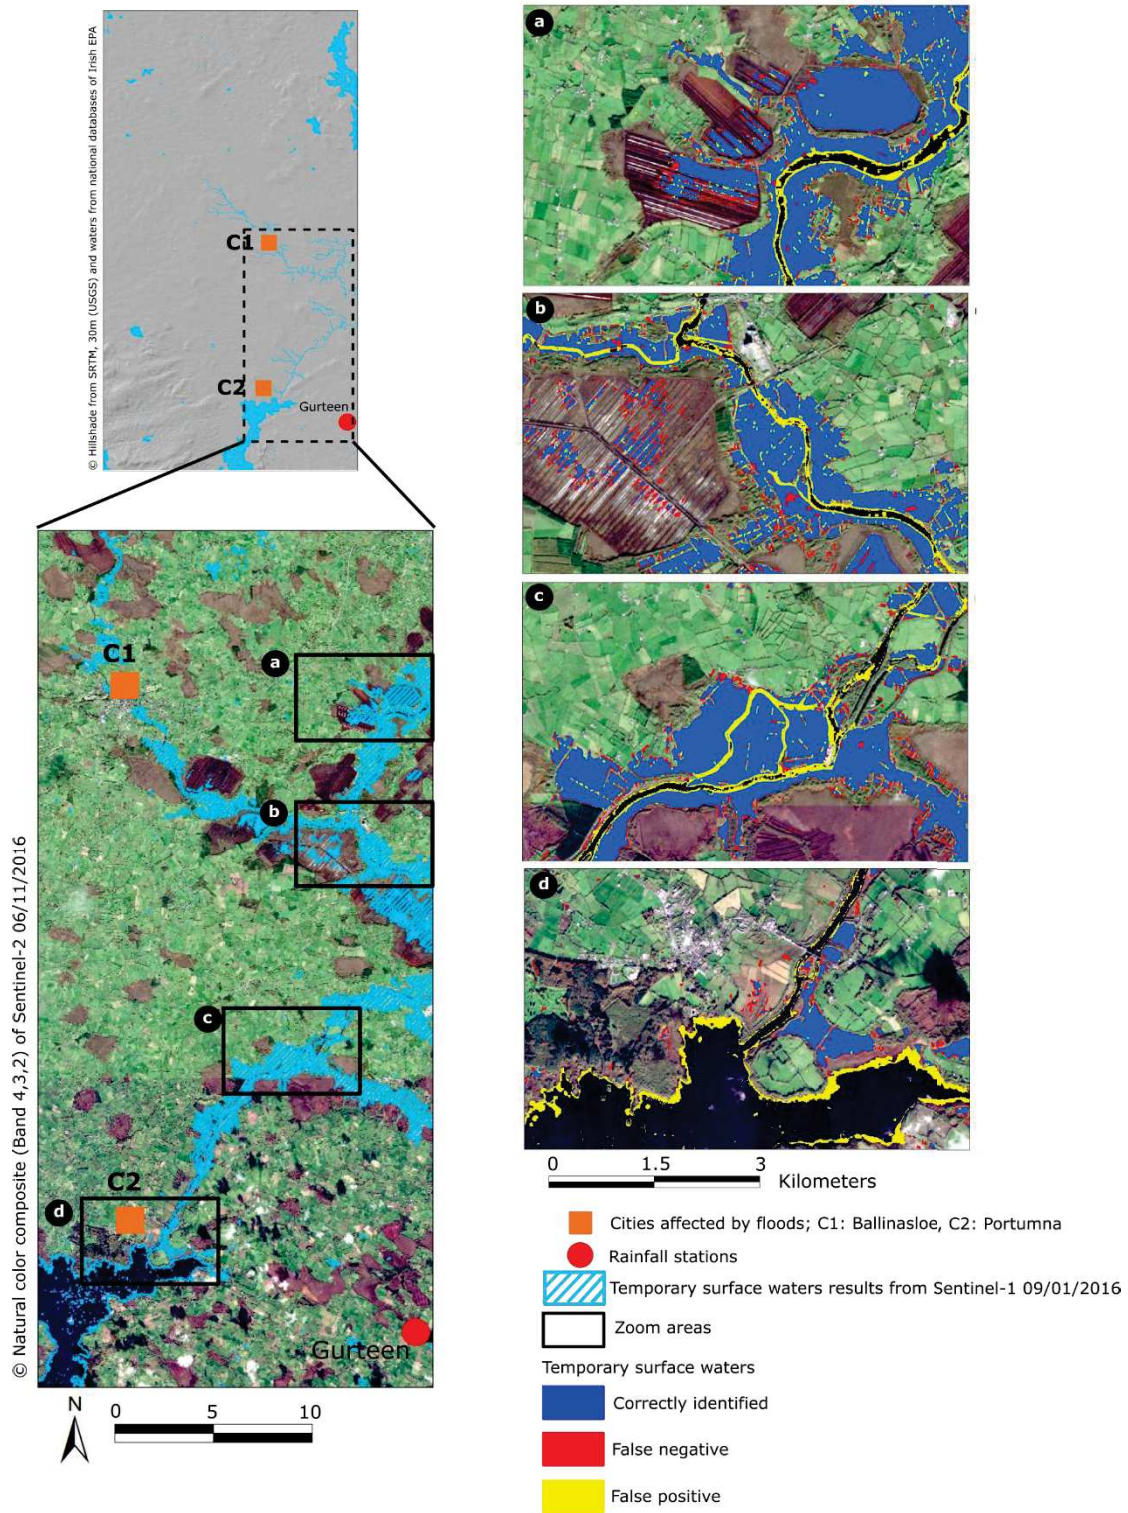 © Hillshade from SRTM, 30m (USGS) and waters from national databases of Irish EPA
C1
C2
Gurteen
© Natural color composite (Band 4,3,2) of Sentinel-2 06/11/2016
C1
a
b
c
C2
d
Gurteen
N
0 5 10
a
b
c
d
0 1.5 3
Kilometers
Cities affected by floods; C1: Ballinasloe, C2: Portumna
Rainfall stations
Temporary surface waters results from Sentinel-1 09/01/2016
Zoom areas
Temporary surface waters
Correctly identified
False negative
False positive